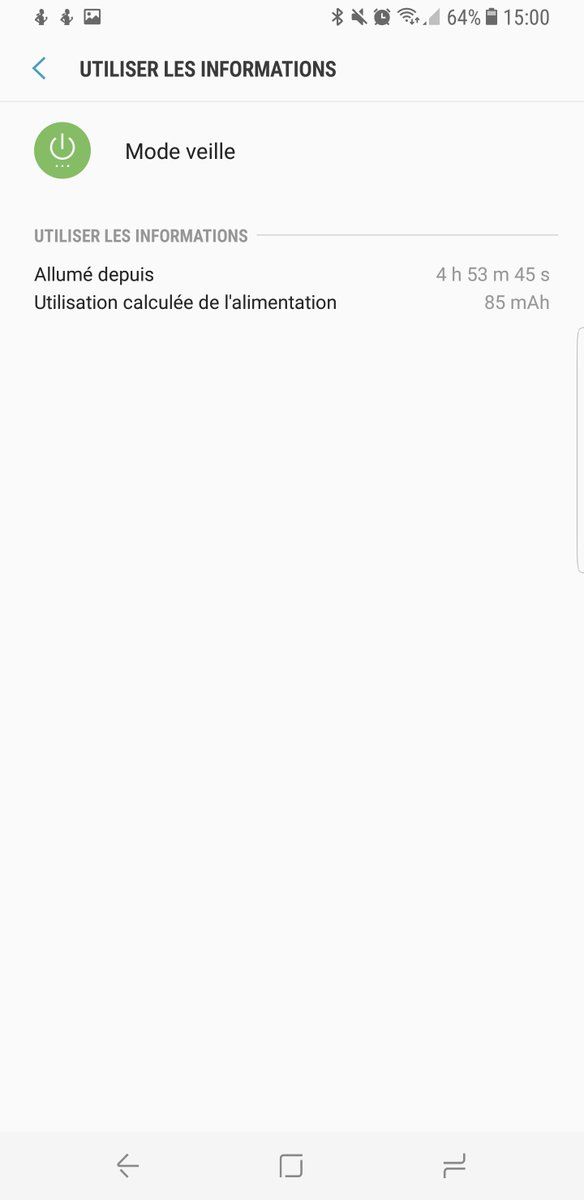 64% 15:00
UTILISER LES INFORMATIONS
Mode veille
UTILISER LES INFORMATIONS
Allumé depuis 4 h 53 m 45 s
Utilisation calculée de l'alimentation 85 mAh